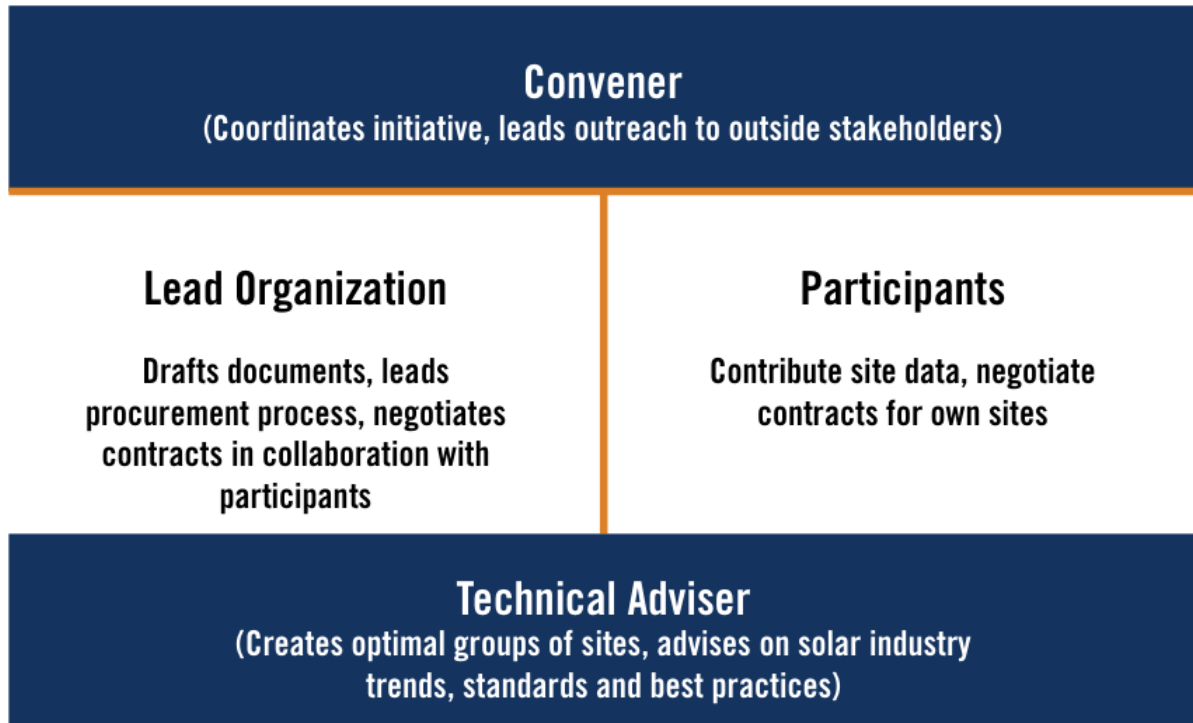 Convener
(Coordinates initiative, leads outreach to outside stakeholders)
Lead Organization
Drafts documents, leads
procurement process, negotiates
contracts in collaboration with
participants
Participants
Contribute site data, negotiate
contracts for own sites
Technical Adviser
(Creates optimal groups of sites, advises on solar industry
trends, standards and best practices)